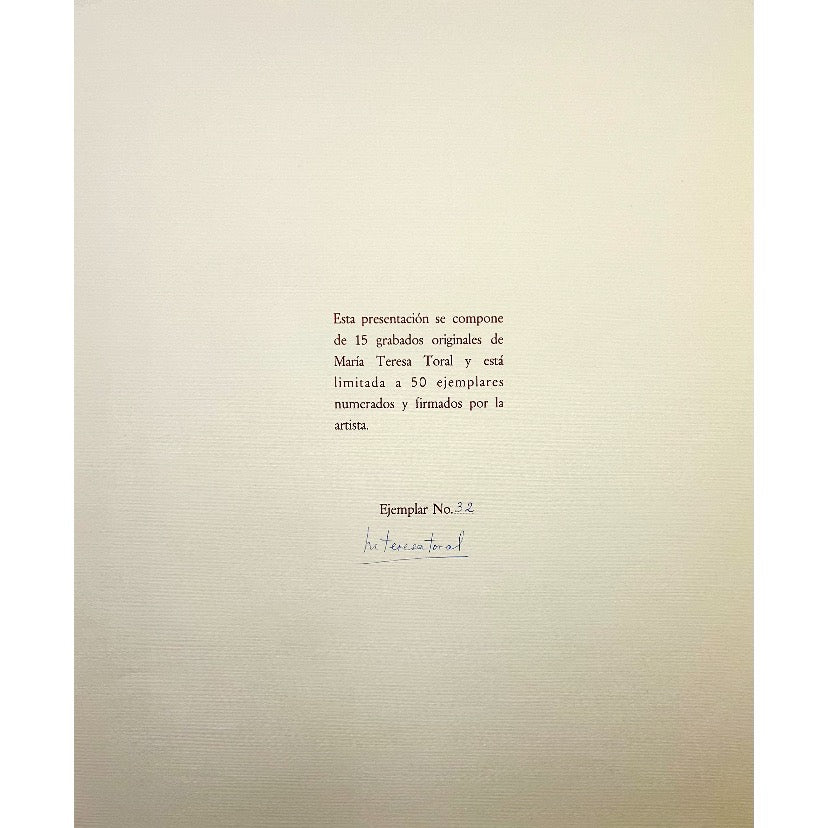 Esta presentación se compone
de 15 grabados originales de
María Teresa Toral y está
limitada a 50 ejemplares
numerados y firmados por la
artista.
Ejemplar No. 32
M Teresa Toral